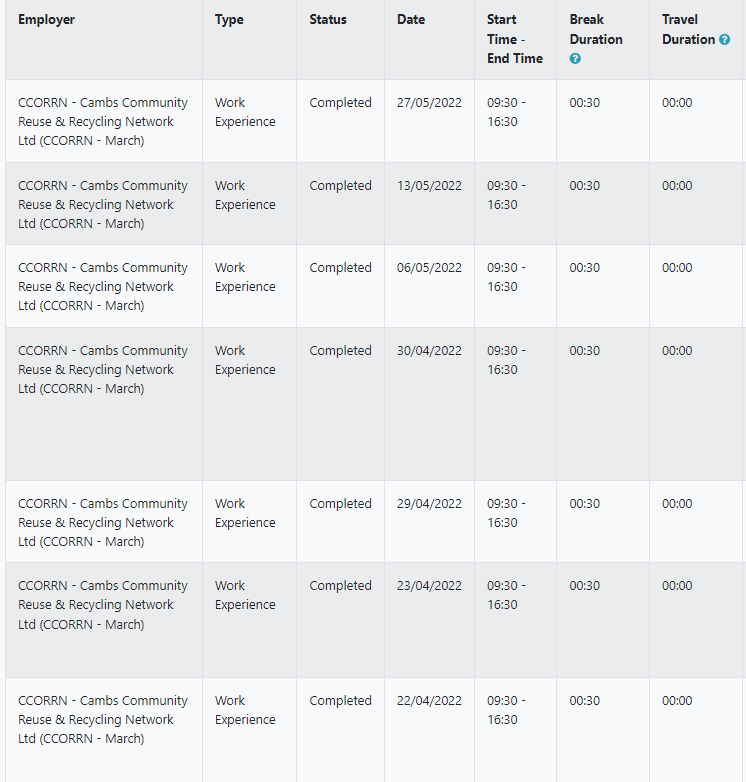 Employer Type Status Date Start Break Travel
Time - Duration Duration
End Time
CCORRN - Cambs Community Work Completed 27/05/2022 09:30 - 00:30 00:00
Reuse & Recycling Network Experience 16:30
Ltd (CCORRN - March)
CCORRN - Cambs Community Work Completed 13/05/2022 09:30 - 00:30 00:00
Reuse & Recycling Network Experience 16:30
Ltd (CCORRN - March)
CCORRN - Cambs Community Work Completed 06/05/2022 09:30 - 00:30 00:00
Reuse & Recycling Network Experience 16:30
Ltd (CCORRN - March)
CCORRN - Cambs Community Work Completed 30/04/2022 09:30 - 00:30 00:00
Reuse & Recycling Network Experience 16:30
Ltd (CCORRN - March)
CCORRN - Cambs Community Work Completed 29/04/2022 09:30 - 00:30 00:00
Reuse & Recycling Network Experience 16:30
Ltd (CCORRN - March)
CCORRN - Cambs Community Work Completed 23/04/2022 09:30 - 00:30 00:00
Reuse & Recycling Network Experience 16:30
Ltd (CCORRN - March)
CCORRN - Cambs Community Work Completed 22/04/2022 09:30 - 00:30 00:00
Reuse & Recycling Network Experience 16:30
Ltd (CCORRN - March)